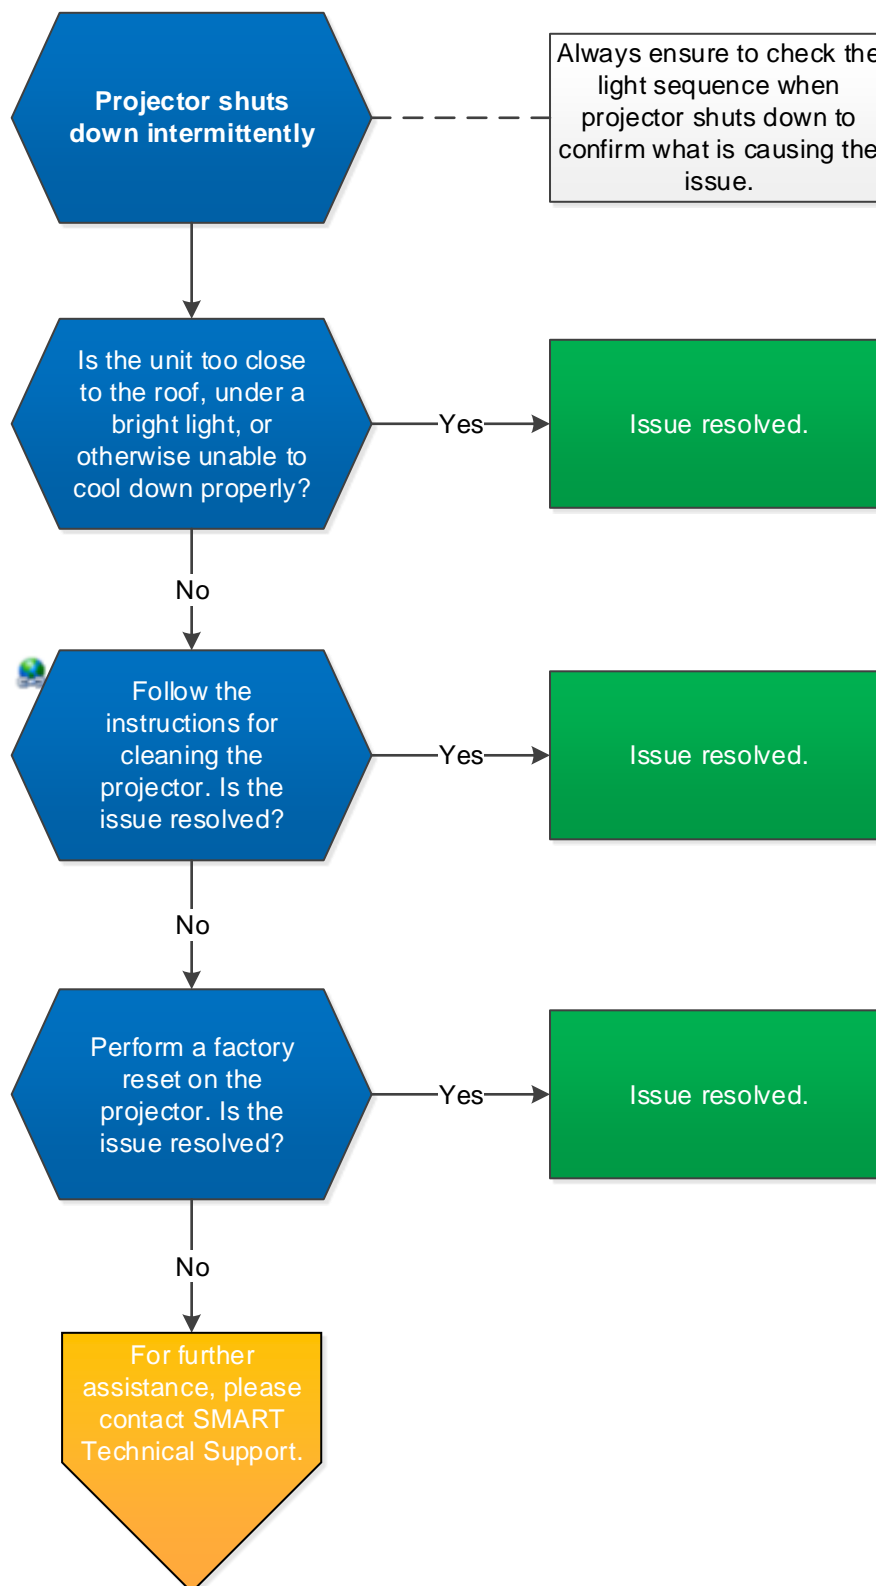 Projector shuts
down intermittently
Always ensure to check the
light sequence when
projector shuts down to
confirm what is causing the
issue.
Is the unit too close
to the roof, under a
bright light, or
otherwise unable to
cool down properly?
Yes
Issue resolved.
No
Follow the
instructions for
cleaning the
projector. Is the
issue resolved?
Yes
Issue resolved.
No
Perform a factory
reset on the
projector. Is the
issue resolved?
Yes
Issue resolved.
No
For further
assistance, please
contact SMART
Technical Support.